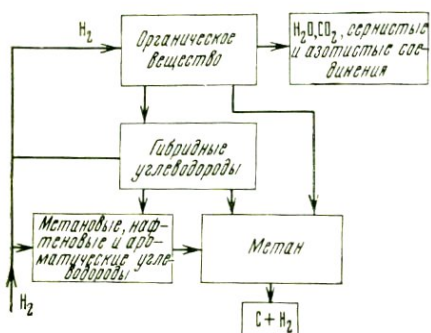 H₂
Органическое
вещество
H₂O, CO₂, сернистые
и азотистые сое-
динения
Гибридные
углеводороды
Метановые, наф-
теновые и аро-
матические угле-
водороды
Метан
H₂
C + H₂